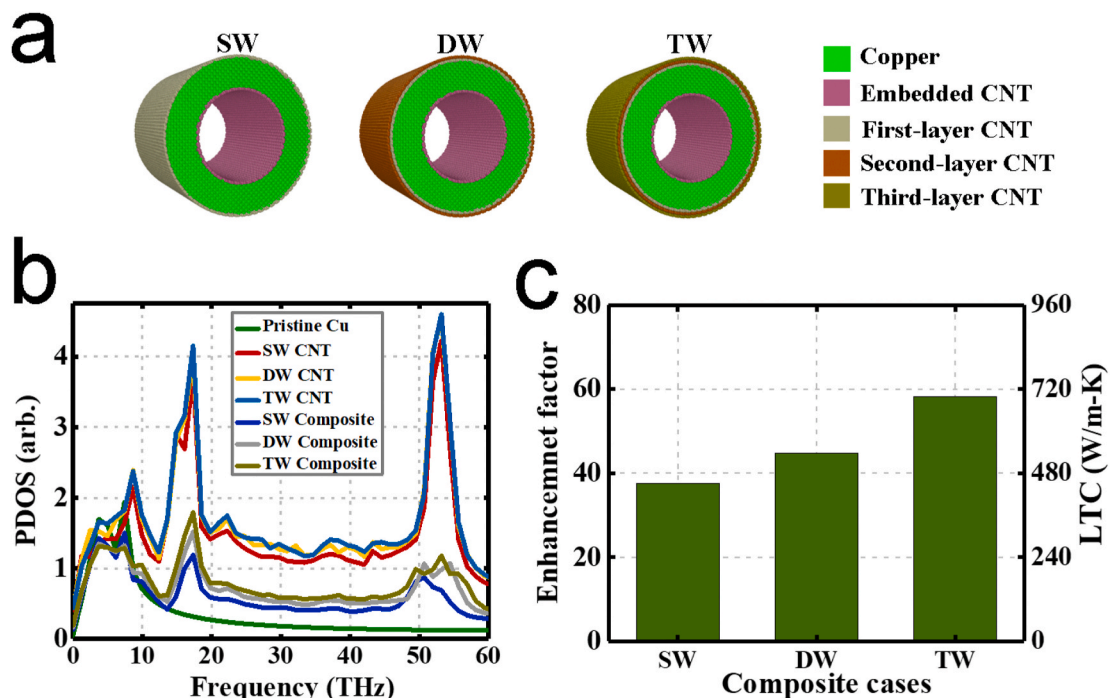 a
SW
DW
TW
Copper
Embedded CNT
First-layer CNT
Second-layer CNT
Third-layer CNT
b
PDOS (arb.)
4
3
2
1
0
Pristine Cu
SW CNT
DW CNT
TW CNT
SW Composite
DW Composite
TW Composite
0 10 20 30 40 50 60
Frequency (THz)
c
Enhancemnet factor
80
60
40
20
0
960
720
480
240
0
LTC (W/m-K)
SW DW TW
Composite cases